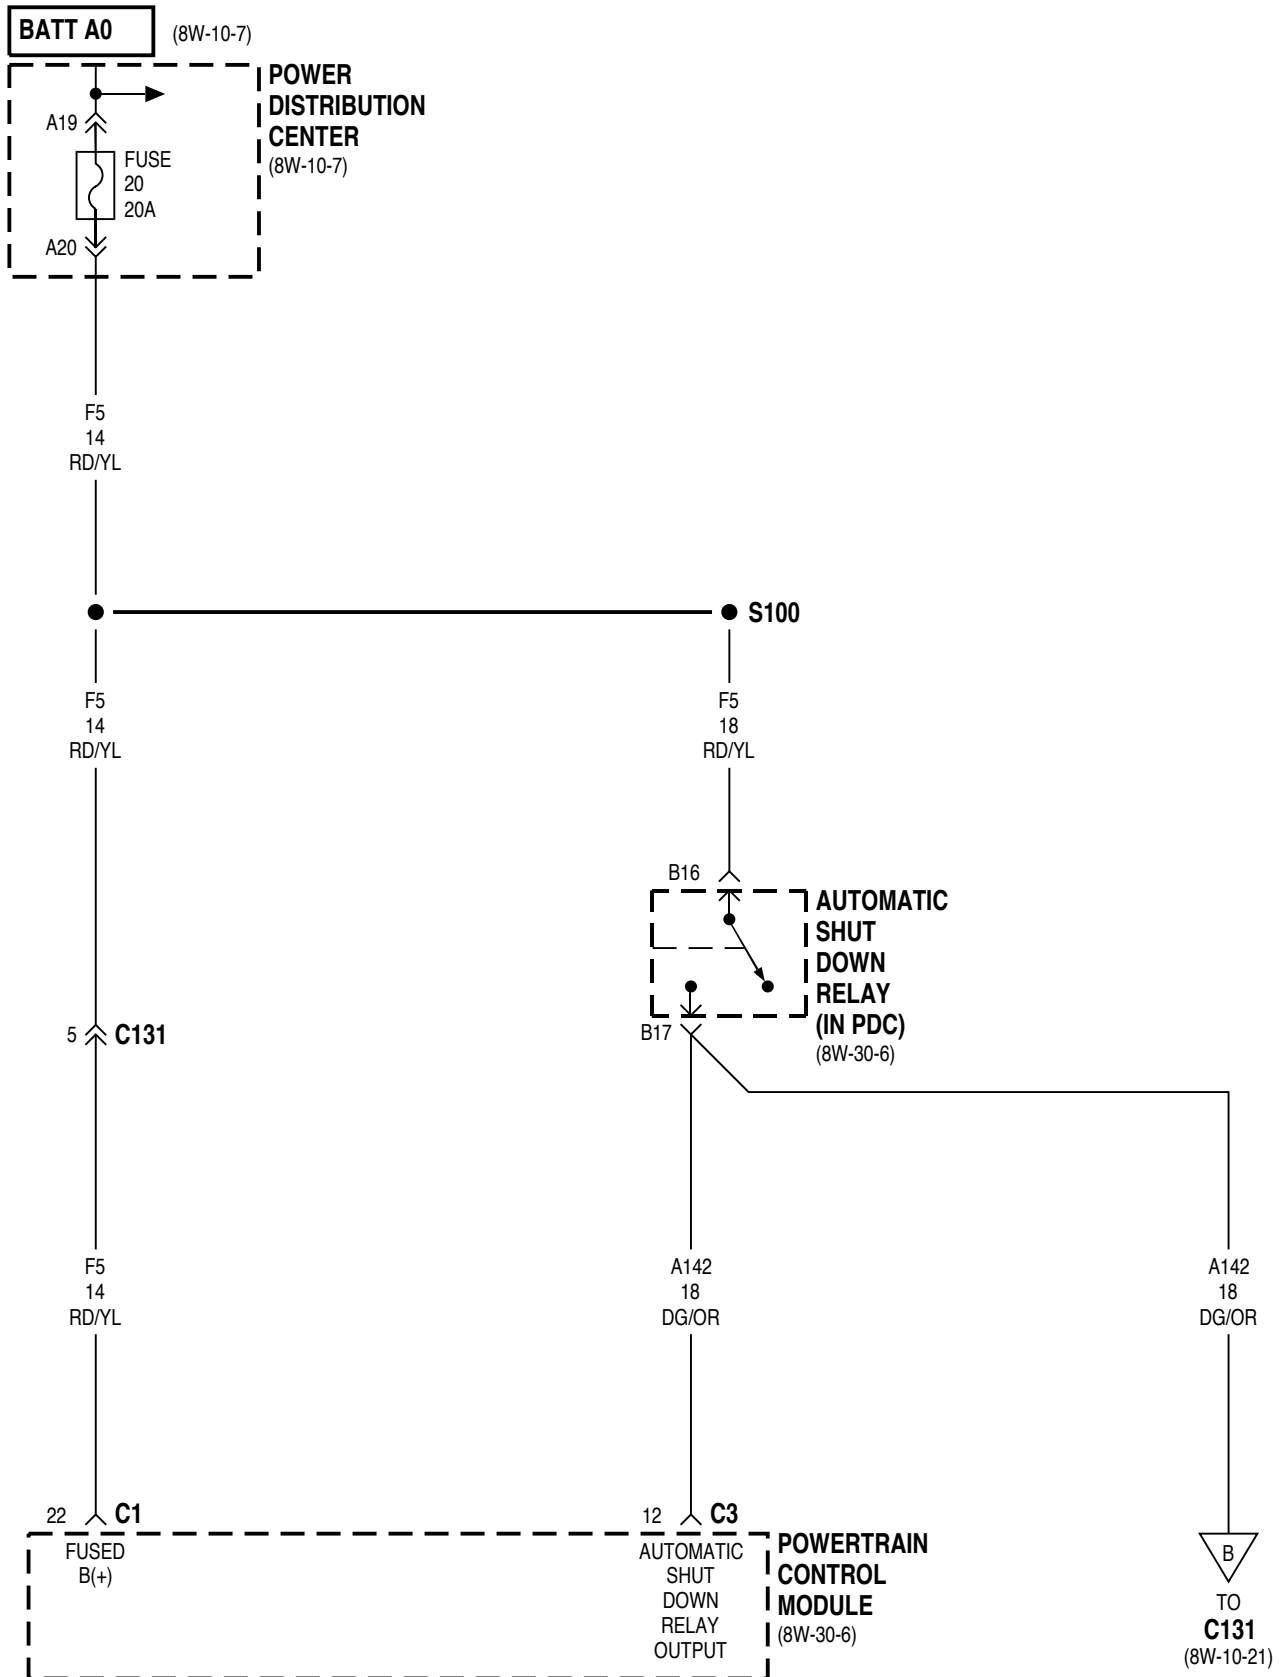 BATT A0 (8W-10-7)
POWER
DISTRIBUTION
CENTER
(8W-10-7)
A19
FUSE
20
20A
A20
F5
14
RD/YL
S100
F5
14
RD/YL
F5
18
RD/YL
B16
AUTOMATIC
SHUT
DOWN
RELAY
(IN PDC)
(8W-30-6)
B17
5 C131
F5
14
RD/YL
A142
18
DG/OR
A142
18
DG/OR
22 C1
12 C3
FUSED
B(+)
AUTOMATIC
SHUT
DOWN
RELAY
OUTPUT
POWERTRAIN
CONTROL
MODULE
(8W-30-6)
B
TO
C131
(8W-10-21)